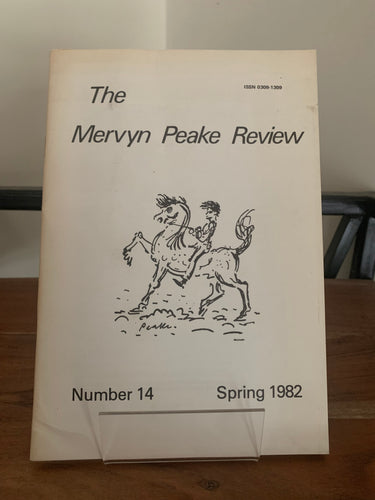 The
ISSN 0309-1309
Mervyn Peake Review
Peake.
Number 14
Spring 1982